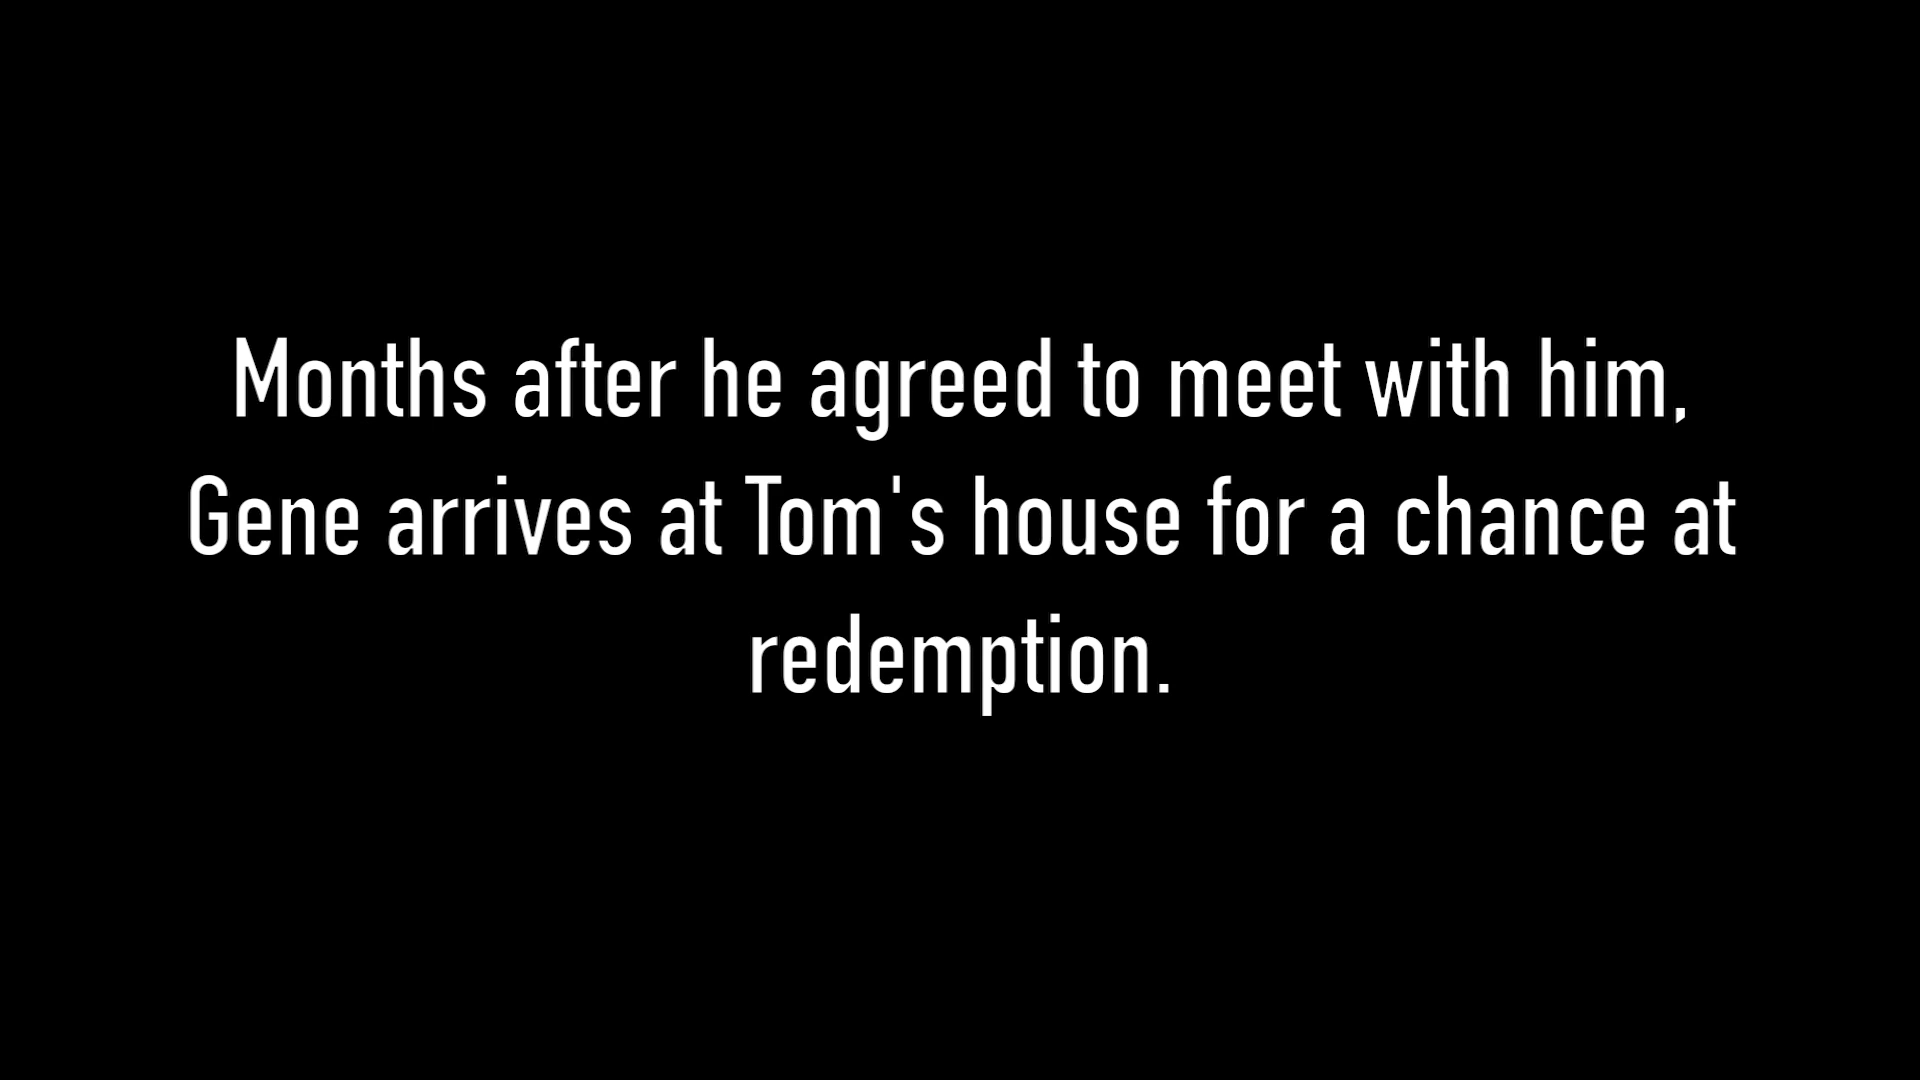 Months after he agreed to meet with him,
Gene arrives at Tom's house for a chance at
redemption.